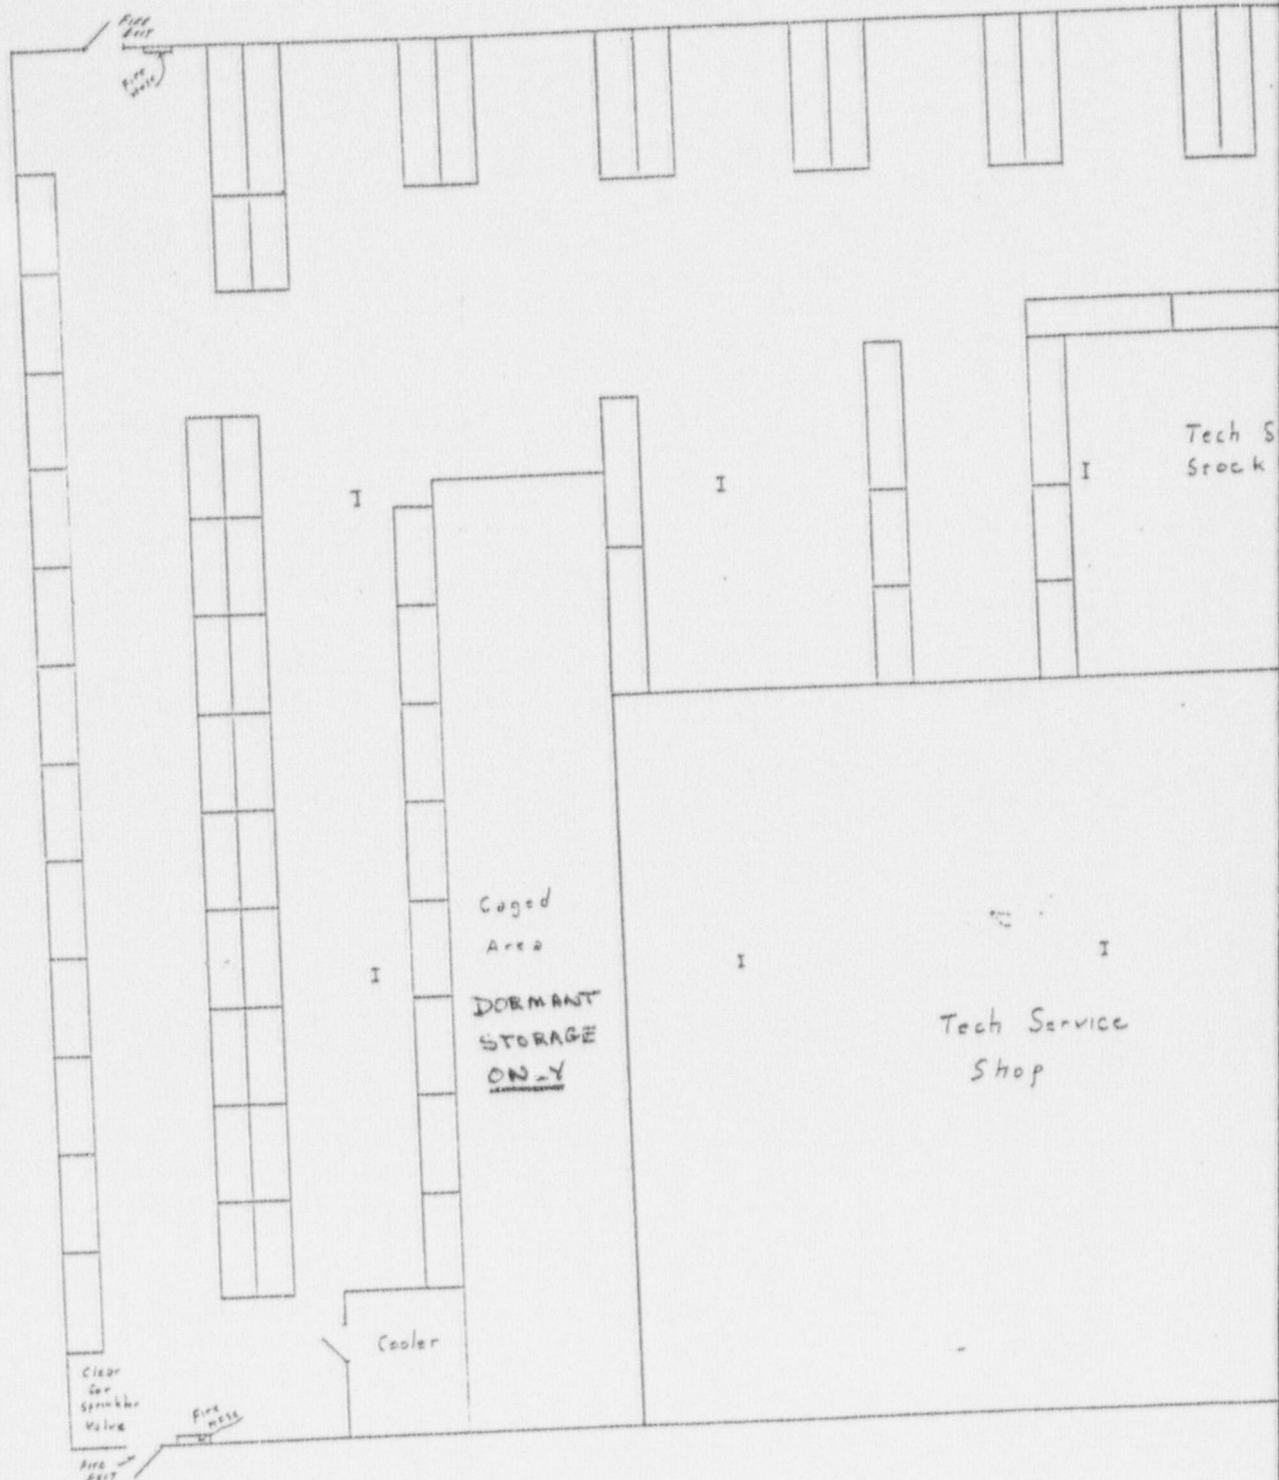 Fire
Exit
Fire
Hose
Tech S
Stock
Caged
Area
DORMANT
STORAGE
ON_Y
Tech Service
Shop
I
I
I
I
I
I
Cooler
Clear
for
Sprinkler
Valve
Fire
Hose
Fire
Exit